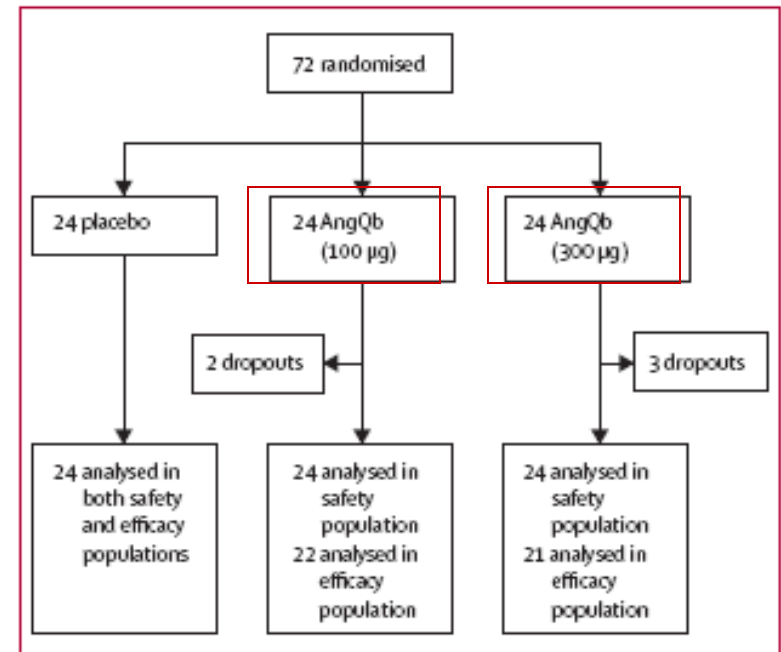 72 randomised
24 placebo
24 AngQb
(100 µg)
24 AngQb
(300 µg)
2 dropouts
3 dropouts
24 analysed in
both safety
and efficacy
populations
24 analysed in
safety
population
22 analysed in
efficacy
population
24 analysed in
safety
population
21 analysed in
efficacy
population